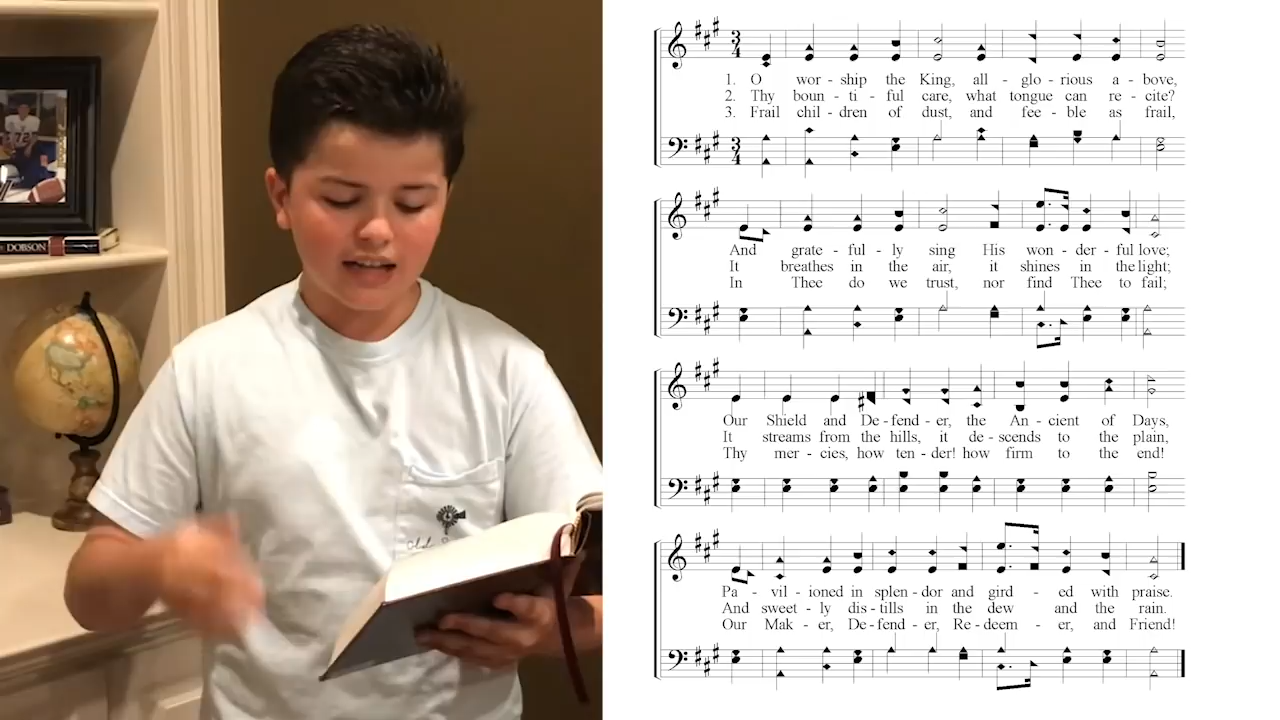 72
DOBSON
1. O wor - ship the King, all - glo - rious a - bove,
2. Thy boun - ti - ful care, what tongue can re - cite?
3. Frail chil - dren of dust, and fee - ble as frail,
And grate - ful - ly sing His won - der - ful love;
It breathes in the air, it shines in the light;
In Thee do we trust, nor find Thee to fail;
Our Shield and De - fend - er, the An - cient of Days,
It streams from the hills, it de - scends to the plain,
Thy mer - cies, how ten - der! how firm to the end!
Pa - vil - ioned in splen - dor and gird - ed with praise.
And sweet - ly dis - tills in the dew and the rain.
Our Mak - er, De - fend - er, Re - deem - er, and Friend!